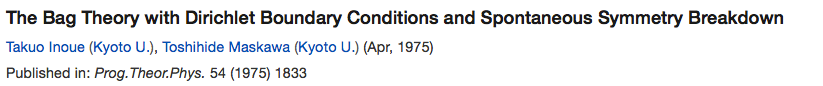 The Bag Theory with Dirichlet Boundary Conditions and Spontaneous Symmetry Breakdown
Takuo Inoue (Kyoto U.), Toshihide Maskawa (Kyoto U.) (Apr, 1975)
Published in: Prog.Theor.Phys. 54 (1975) 1833